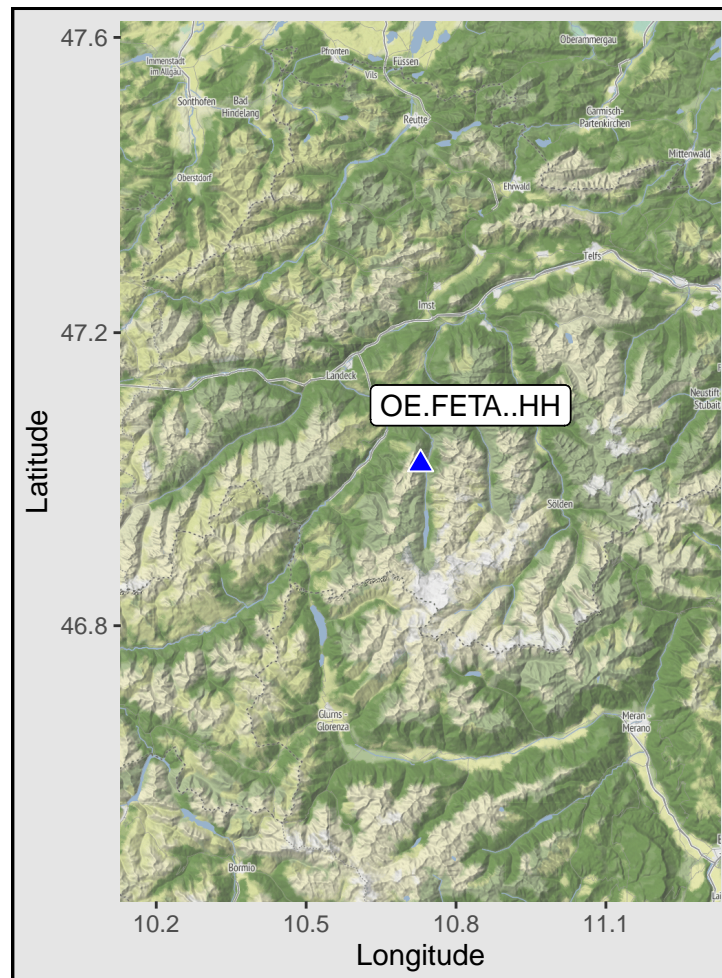 47.6
47.2
46.8
Latitude
Immenstadt
im Allgäu
Sonthofen
Bad
Hindelang
Oberstdorf
Pfronten
Vils
Füssen
Reutte
Oberammergau
Garmisch-
Partenkirchen
Mittenwald
Ehrwald
Telfs
Imst
Landeck
OE.FETA..HH
Neustift
Stubait
Sölden
Glurns -
Glorenza
Meran -
Merano
Bormio
Lai
10.2
10.5
10.8
11.1
Longitude